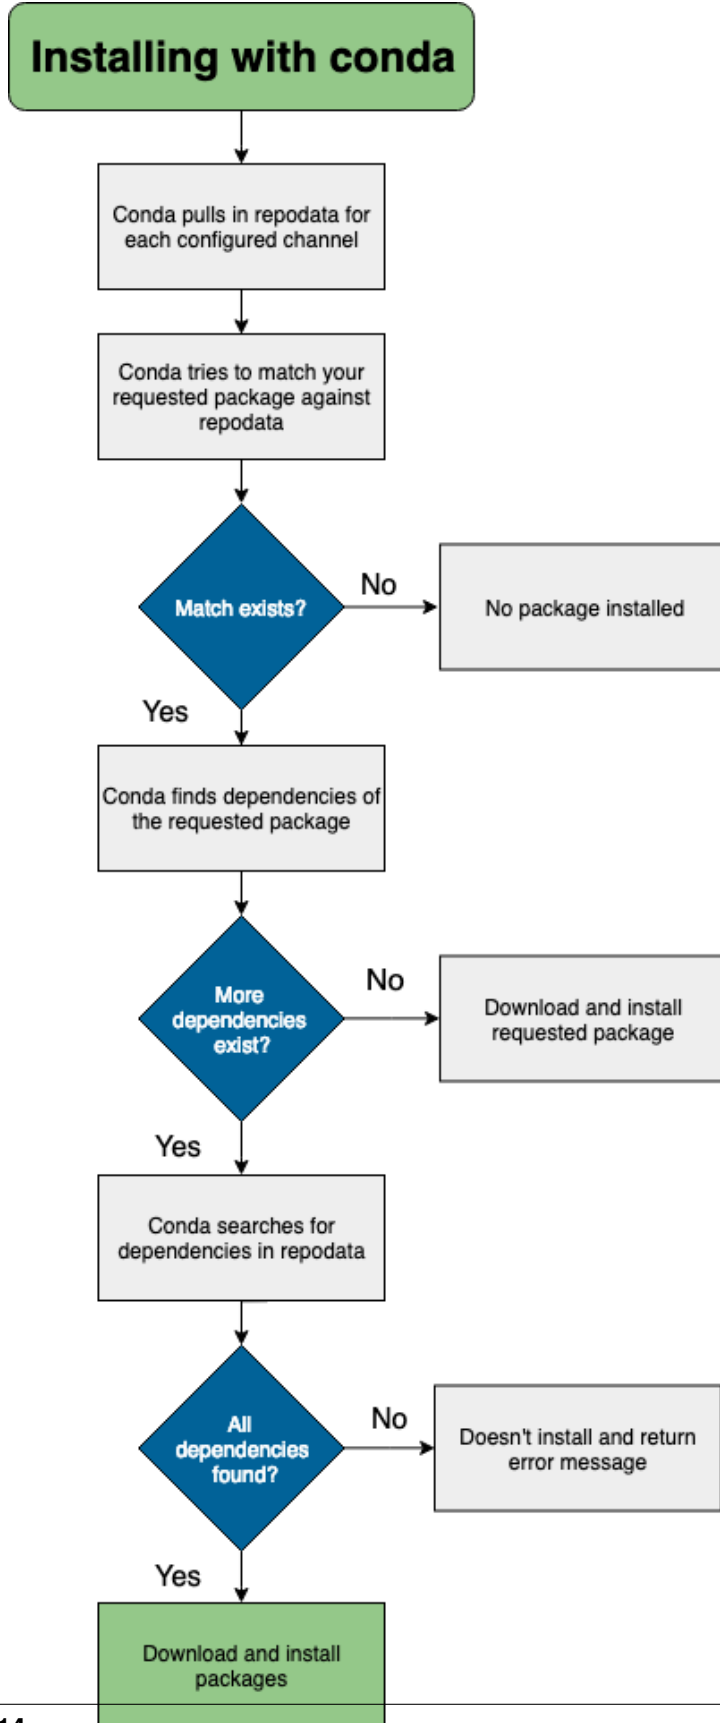 Installing with conda
Conda pulls in repodata for
each configured channel
Conda tries to match your
requested package against
repodata
Match exists?
No
No package installed
Yes
Conda finds dependencies of
the requested package
More
dependencies
exist?
No
Download and install
requested package
Yes
Conda searches for
dependencies in repodata
All
dependencies
found?
No
Doesn't install and return
error message
Yes
Download and install
packages